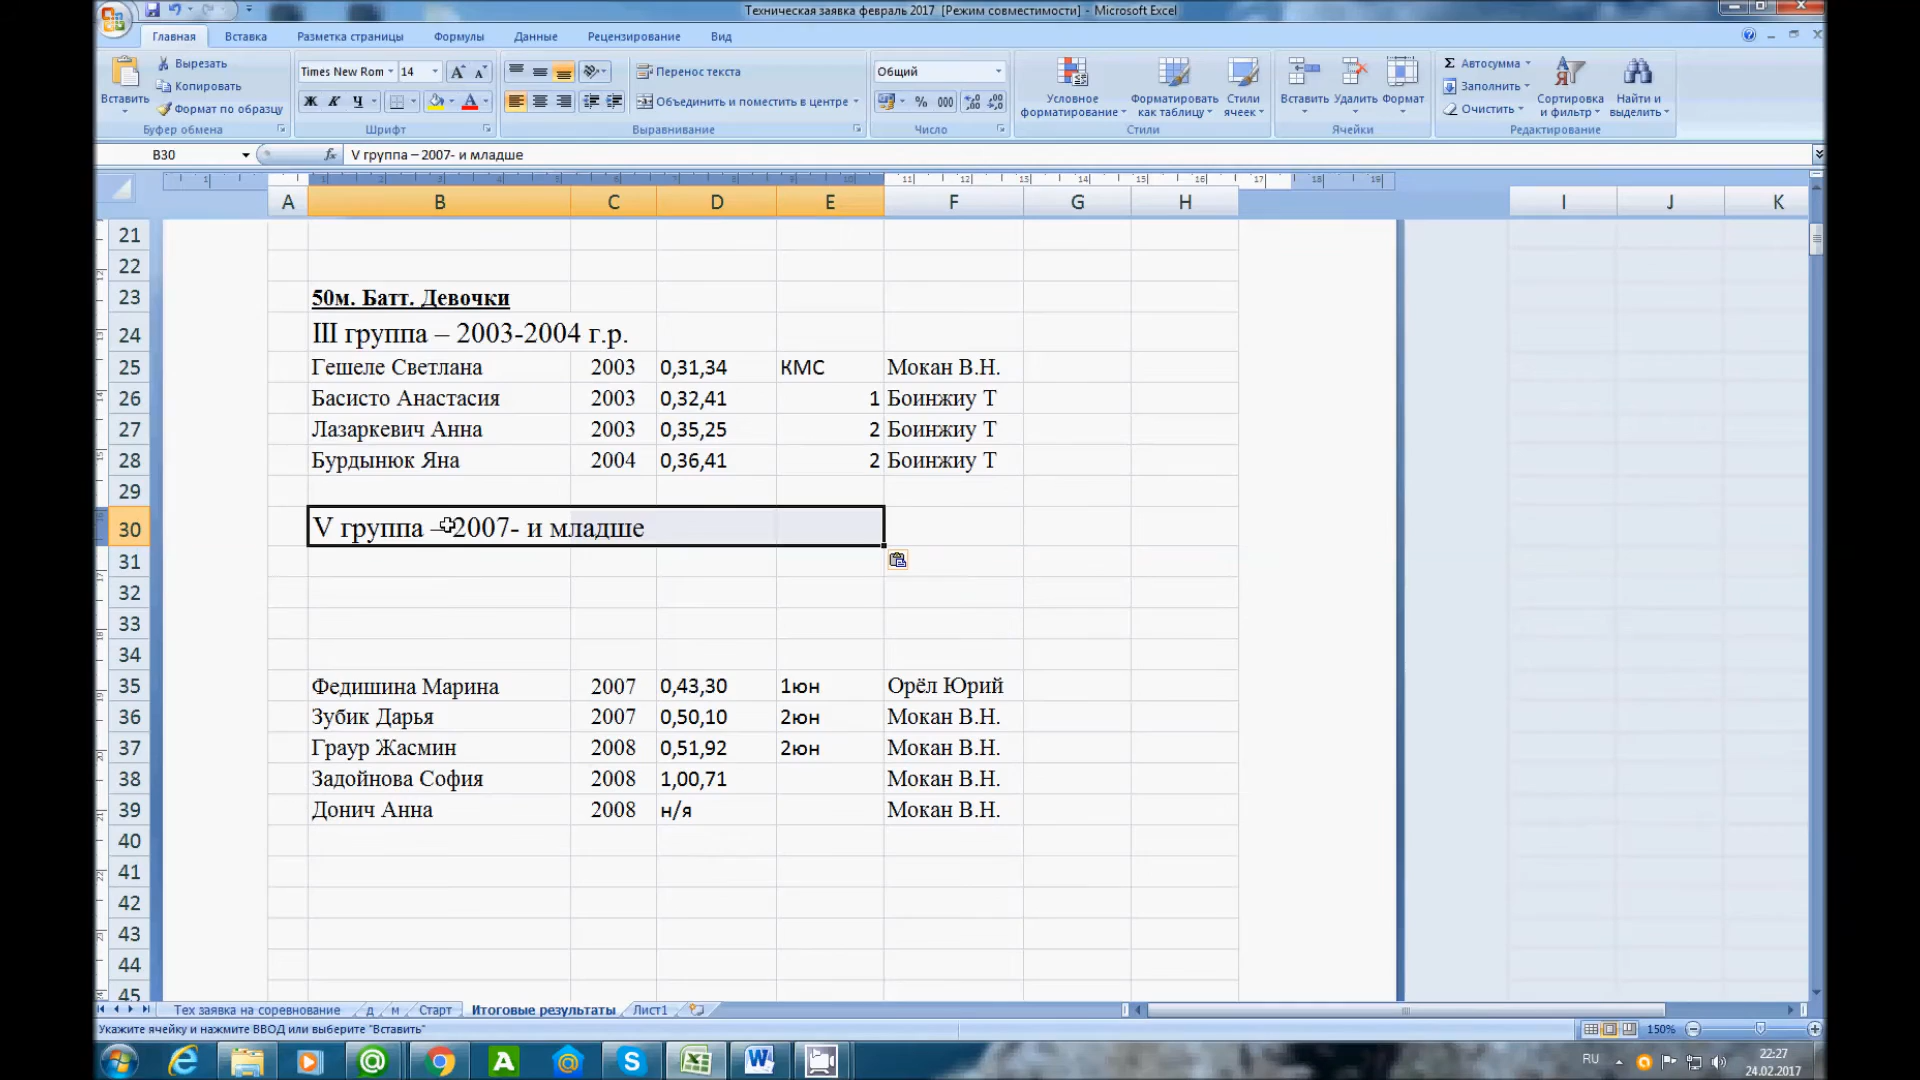 Техническая заявка февраль 2017 [Режим совместимости] - Microsoft Excel
Главная Вставка Разметка страницы Формулы Данные Рецензирование Вид
Вставить Вырезать Копировать Формат по образцу Буфер обмена
Times New Rom 14 Ж К Ч А Шрифт
Перенос текста Объединить и поместить в центре Выравнивание
Общий % 000 Число
Условное форматирование Форматировать как таблицу Стили ячеек Стили
Вставить Удалить Формат Ячейки
Автосумма Заполнить Очистить Сортировка и фильтр Найти и выделить Редактирование
B30 fx V группа – 2007- и младше
A B C D E F G H I J K
21
22
23 50м. Батт. Девочки
24 III группа – 2003-2004 г.р.
25 Гешеле Светлана 2003 0,31,34 КМС Мокан В.Н.
26 Басисто Анастасия 2003 0,32,41 1 Боинжиу Т
27 Лазаркевич Анна 2003 0,35,25 2 Боинжиу Т
28 Бурдынюк Яна 2004 0,36,41 2 Боинжиу Т
29
30 V группа – 2007- и младше
31
32
33
34
35 Федишина Марина 2007 0,43,30 1юн Орёл Юрий
36 Зубик Дарья 2007 0,50,10 2юн Мокан В.Н.
37 Граур Жасмин 2008 0,51,92 2юн Мокан В.Н.
38 Задойнова София 2008 1,00,71 Мокан В.Н.
39 Донич Анна 2008 н/я Мокан В.Н.
40
41
42
43
44
45
Тех заявка на соревнование д м Старт Итоговые результаты Лист1
Укажите ячейку и нажмите ВВОД или выберите "Вставить" 150%
RU 22:27
24.02.2017